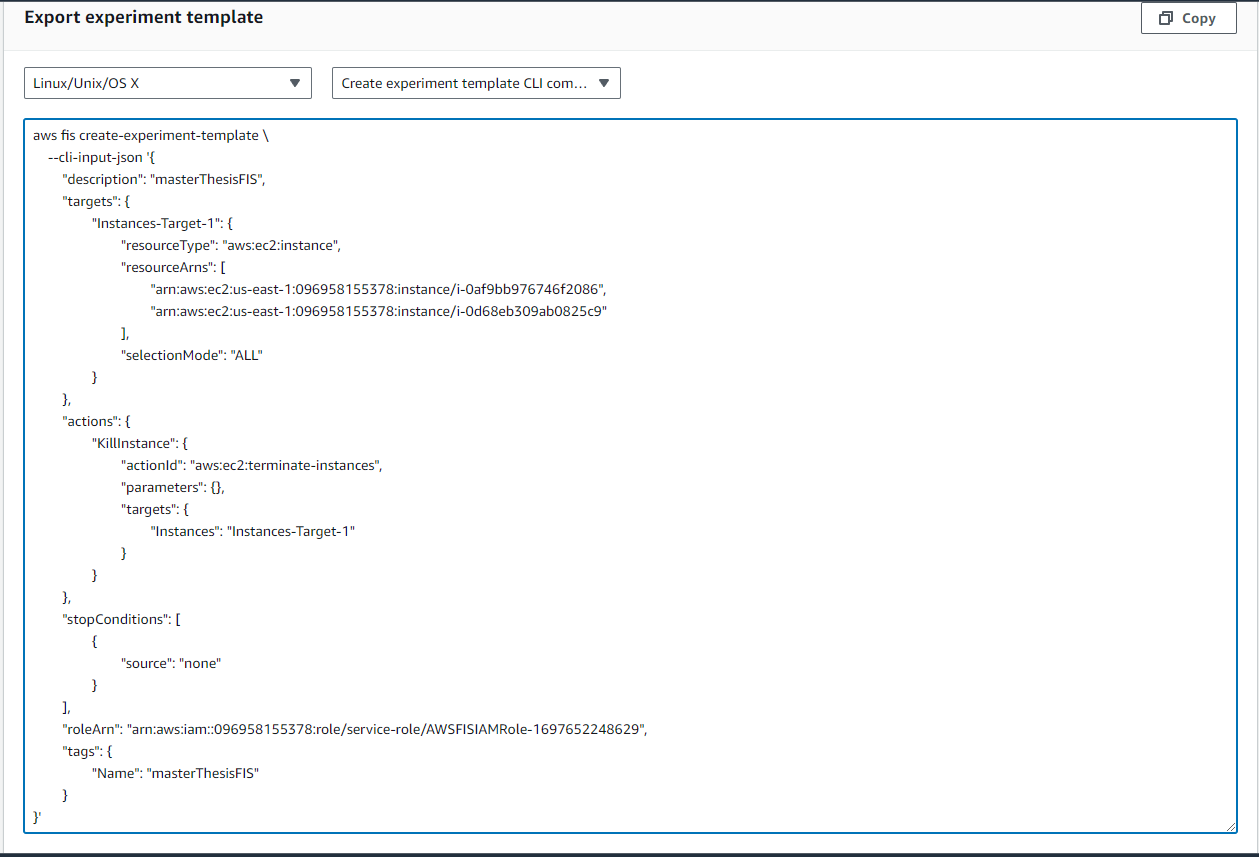 Export experiment template
Copy
Linux/Unix/OS X
Create experiment template CLI com...
aws fis create-experiment-template \
--cli-input-json '{
"description": "masterThesisFIS",
"targets": {
"Instances-Target-1": {
"resourceType": "aws:ec2:instance",
"resourceArns": [
"arn:aws:ec2:us-east-1:096958155378:instance/i-0af9bb976746f2086",
"arn:aws:ec2:us-east-1:096958155378:instance/i-0d68eb309ab0825c9"
],
"selectionMode": "ALL"
}
},
"actions": {
"KillInstance": {
"actionId": "aws:ec2:terminate-instances",
"parameters": {},
"targets": {
"Instances": "Instances-Target-1"
}
}
},
"stopConditions": [
{
"source": "none"
}
],
"roleArn": "arn:aws:iam::096958155378:role/service-role/AWSFISIAMRole-1697652248629",
"tags": {
"Name": "masterThesisFIS"
}
}'